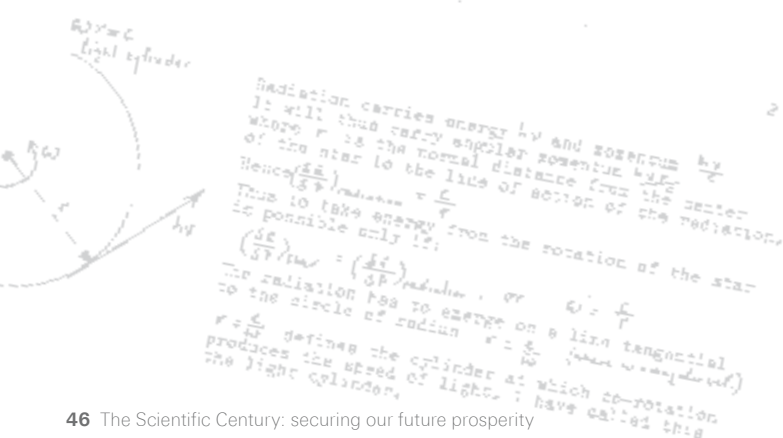 ωr = c
light cylinder
2
Radiation carries energy hν and momentum hν/c
It will thus carry angular momentum hνr/c
where r is the normal distance from the center
of the star to the line of action of the radiation.
Hence (δE/δP)radiation = c/r
Thus to take energy from the rotation of the star
is possible only if:
(δE/δP)star = (δE/δP)radiation, or ω = c/r
The radiation has to emerge on a line tangential
to the circle of radius r = c/ω
r = c/ω defines the cylinder at which co-rotation
produces the speed of light. I have called this
the light cylinder.
ω
r
hν
46 The Scientific Century: securing our future prosperity